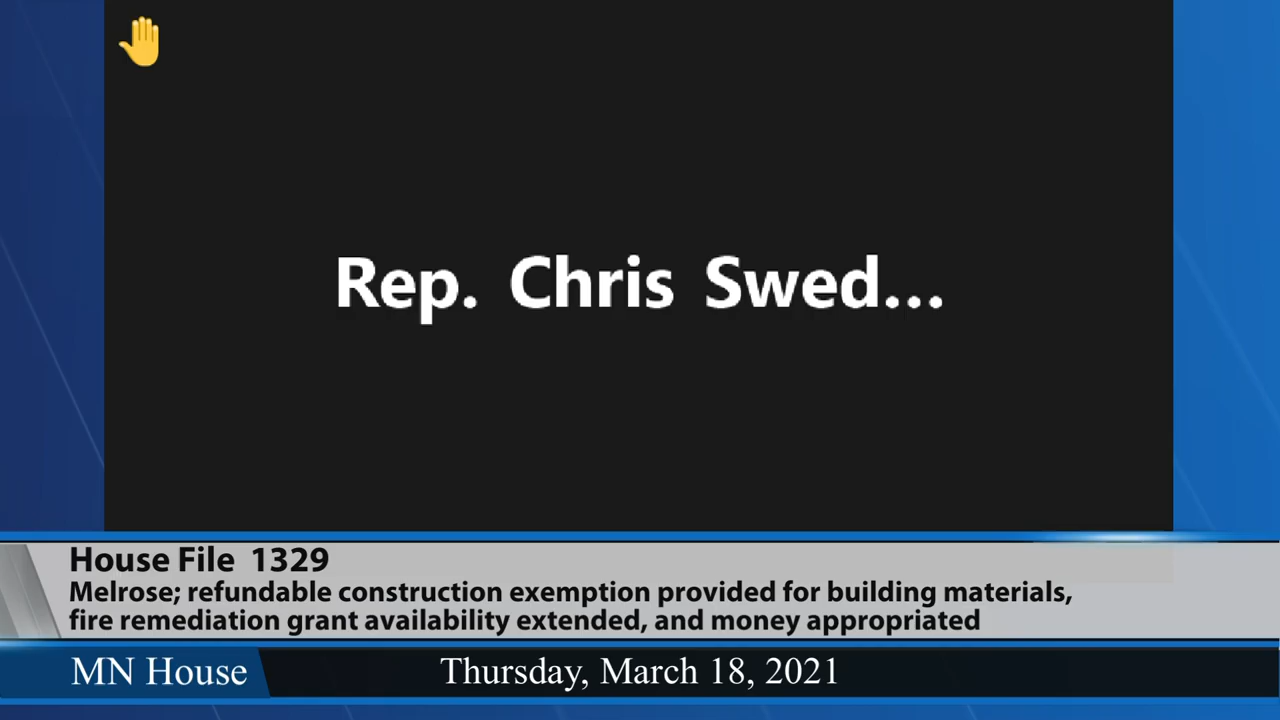 Rep. Chris Swed...
House File 1329
Melrose; refundable construction exemption provided for building materials,
fire remediation grant availability extended, and money appropriated
MN House
Thursday, March 18, 2021